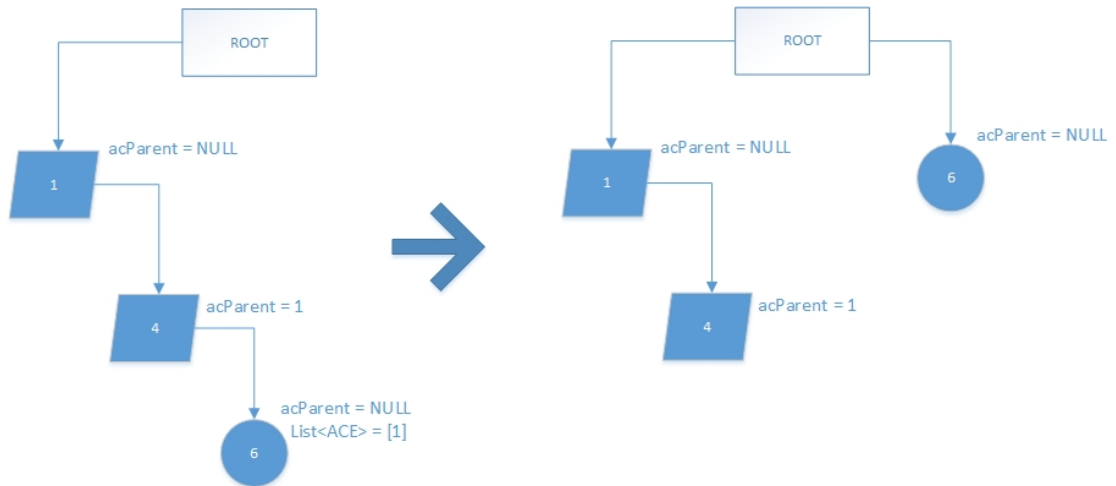 ROOT
acParent = NULL
1
acParent = 1
4
acParent = NULL
List<ACE> = [1]
6
ROOT
acParent = NULL
1
acParent = NULL
6
acParent = 1
4